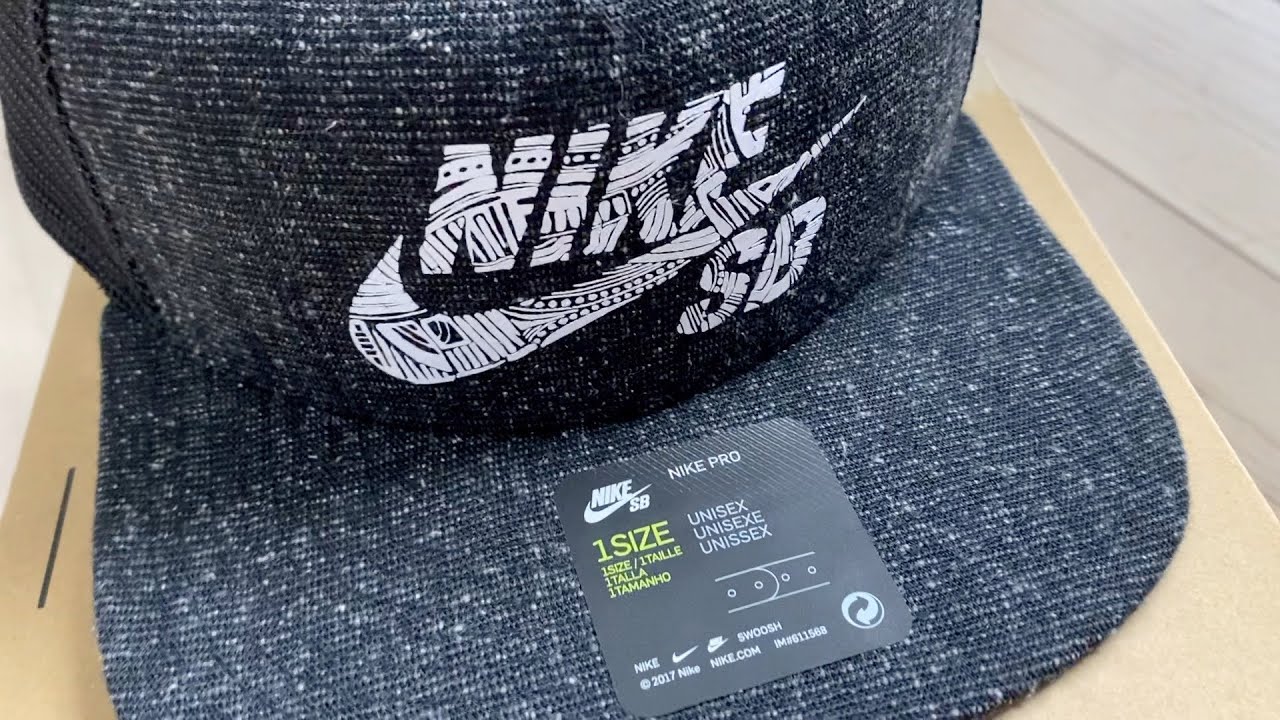 NIKE
SB
NIKE PRO
NIKE
SB
1SIZE
1SIZE / 1TAILLE
1TALLA
1TAMANHO
UNISEX
UNISEXE
UNISSEX
NIKE SWOOSH
© 2017 Nike NIKE.COM IM#611568